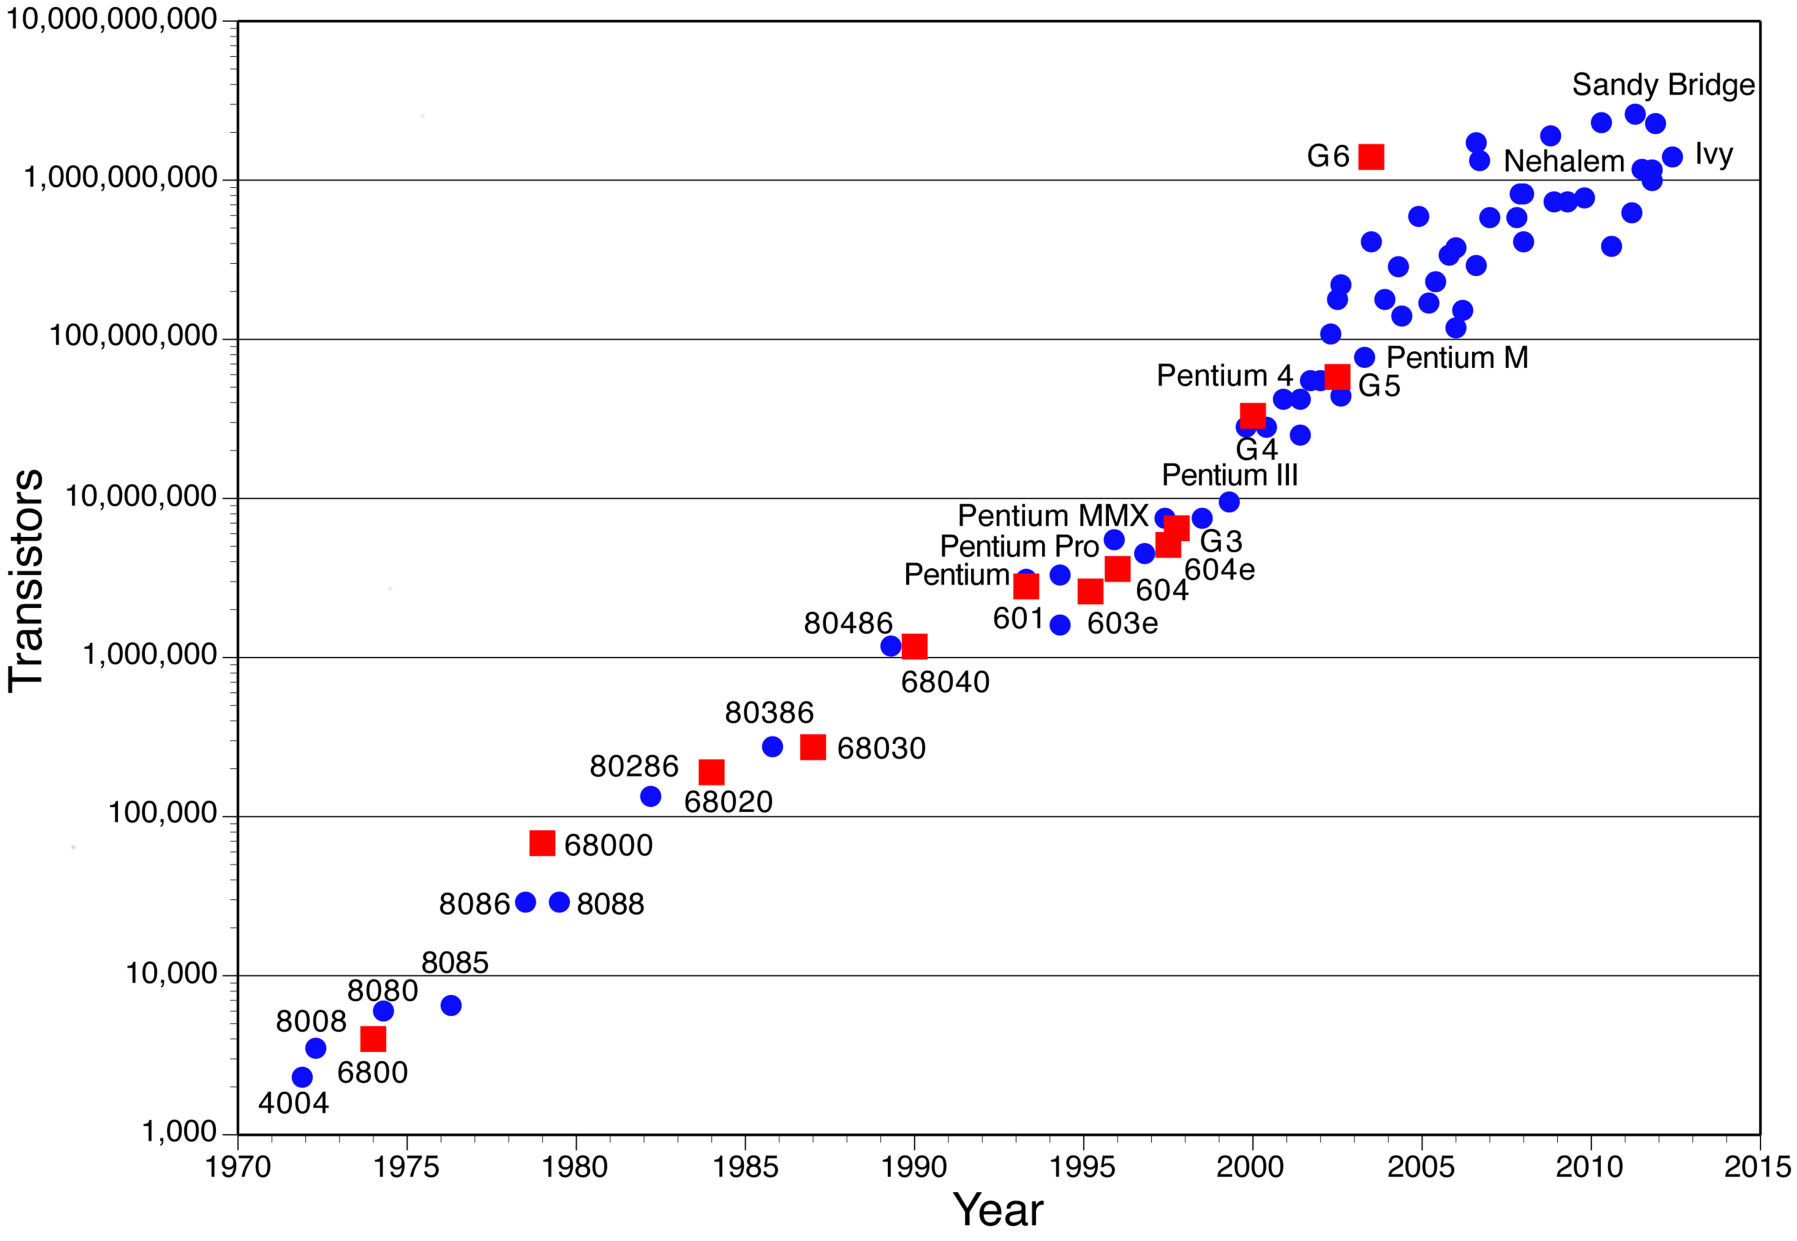 10,000,000,000
1,000,000,000
100,000,000
10,000,000
1,000,000
100,000
10,000
1,000
Transistors
Sandy Bridge
G6
Nehalem
Ivy
Pentium M
Pentium 4
G5
G4
Pentium III
Pentium MMX
G3
Pentium Pro
604e
Pentium
604
601
603e
80486
68040
80386
68030
80286
68020
68000
8086
8088
8085
8080
8008
6800
4004
1970 1975 1980 1985 1990 1995 2000 2005 2010 2015
Year